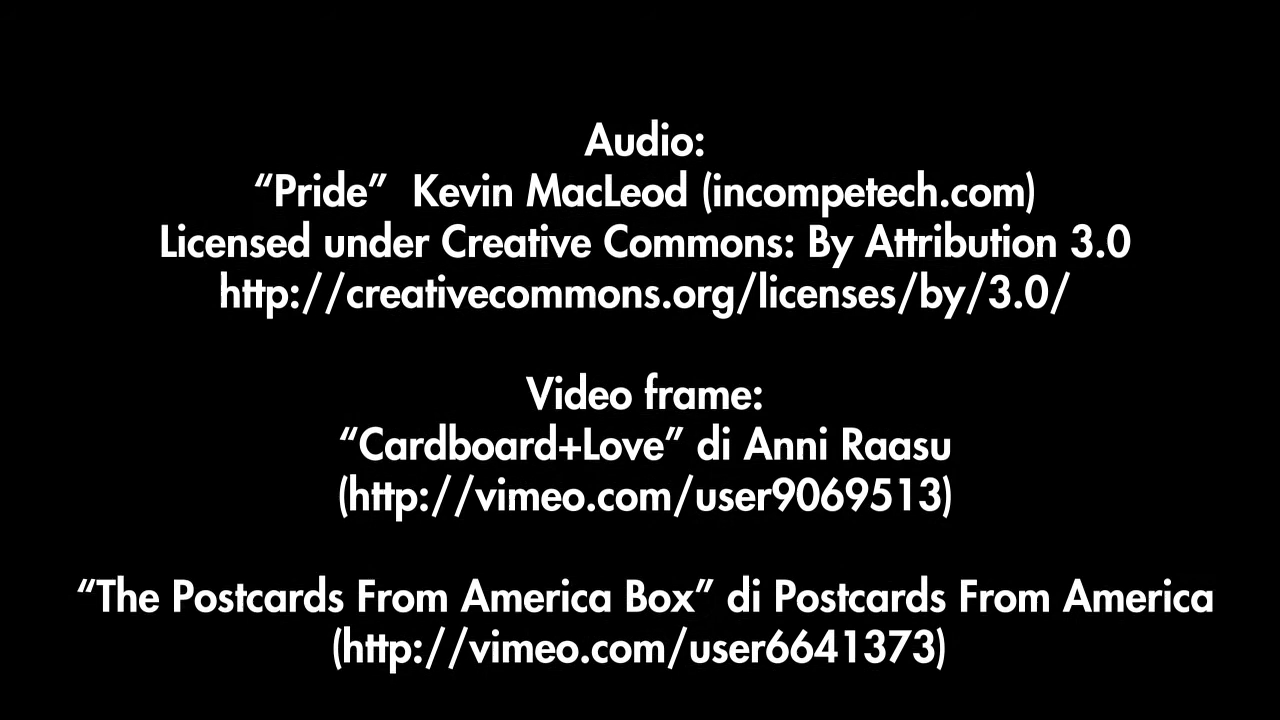 Audio:
“Pride”  Kevin MacLeod (incompetech.com)
Licensed under Creative Commons: By Attribution 3.0
http://creativecommons.org/licenses/by/3.0/
Video frame:
“Cardboard+Love” di Anni Raasu
(http://vimeo.com/user9069513)
“The Postcards From America Box” di Postcards From America
(http://vimeo.com/user6641373)